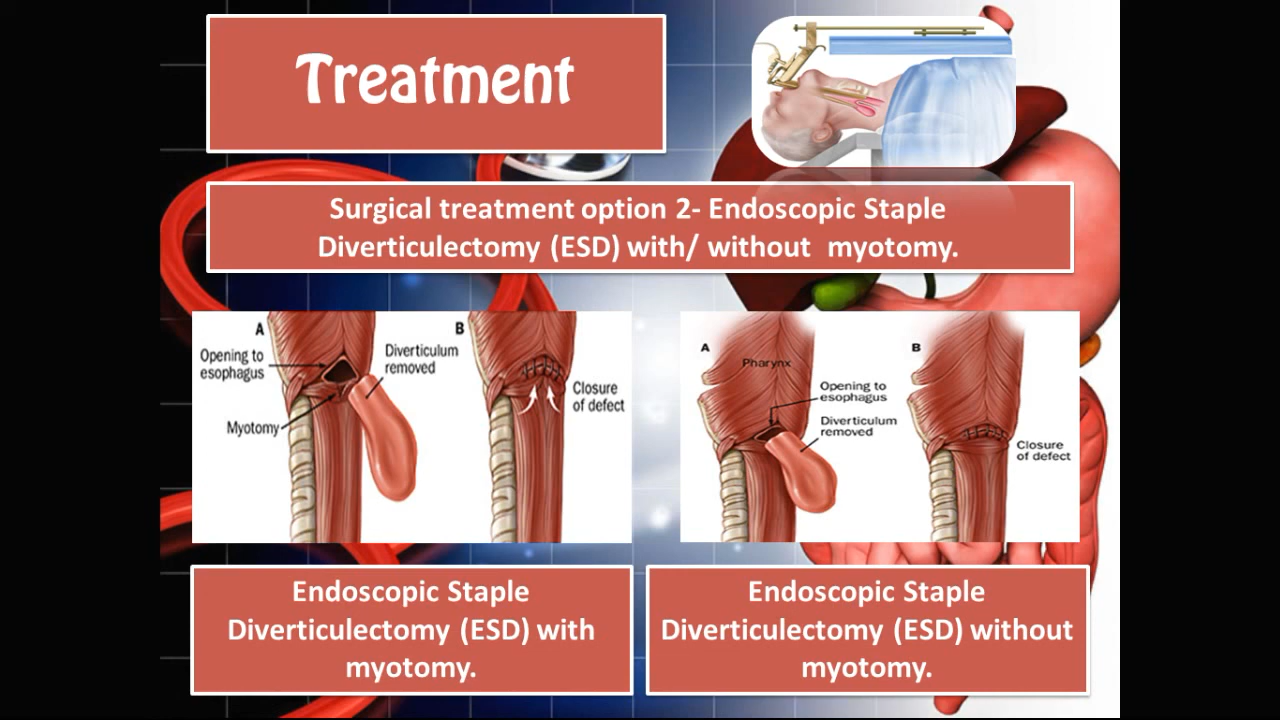 Treatment
Surgical treatment option 2- Endoscopic Staple
Diverticulectomy (ESD) with/ without  myotomy.
A
B
Opening to
esophagus
Diverticulum
removed
Myotomy
Closure
of defect
A
B
Pharynx
Opening to
esophagus
Diverticulum
removed
Closure
of defect
Endoscopic Staple
Diverticulectomy (ESD) with
myotomy.
Endoscopic Staple
Diverticulectomy (ESD) without
myotomy.